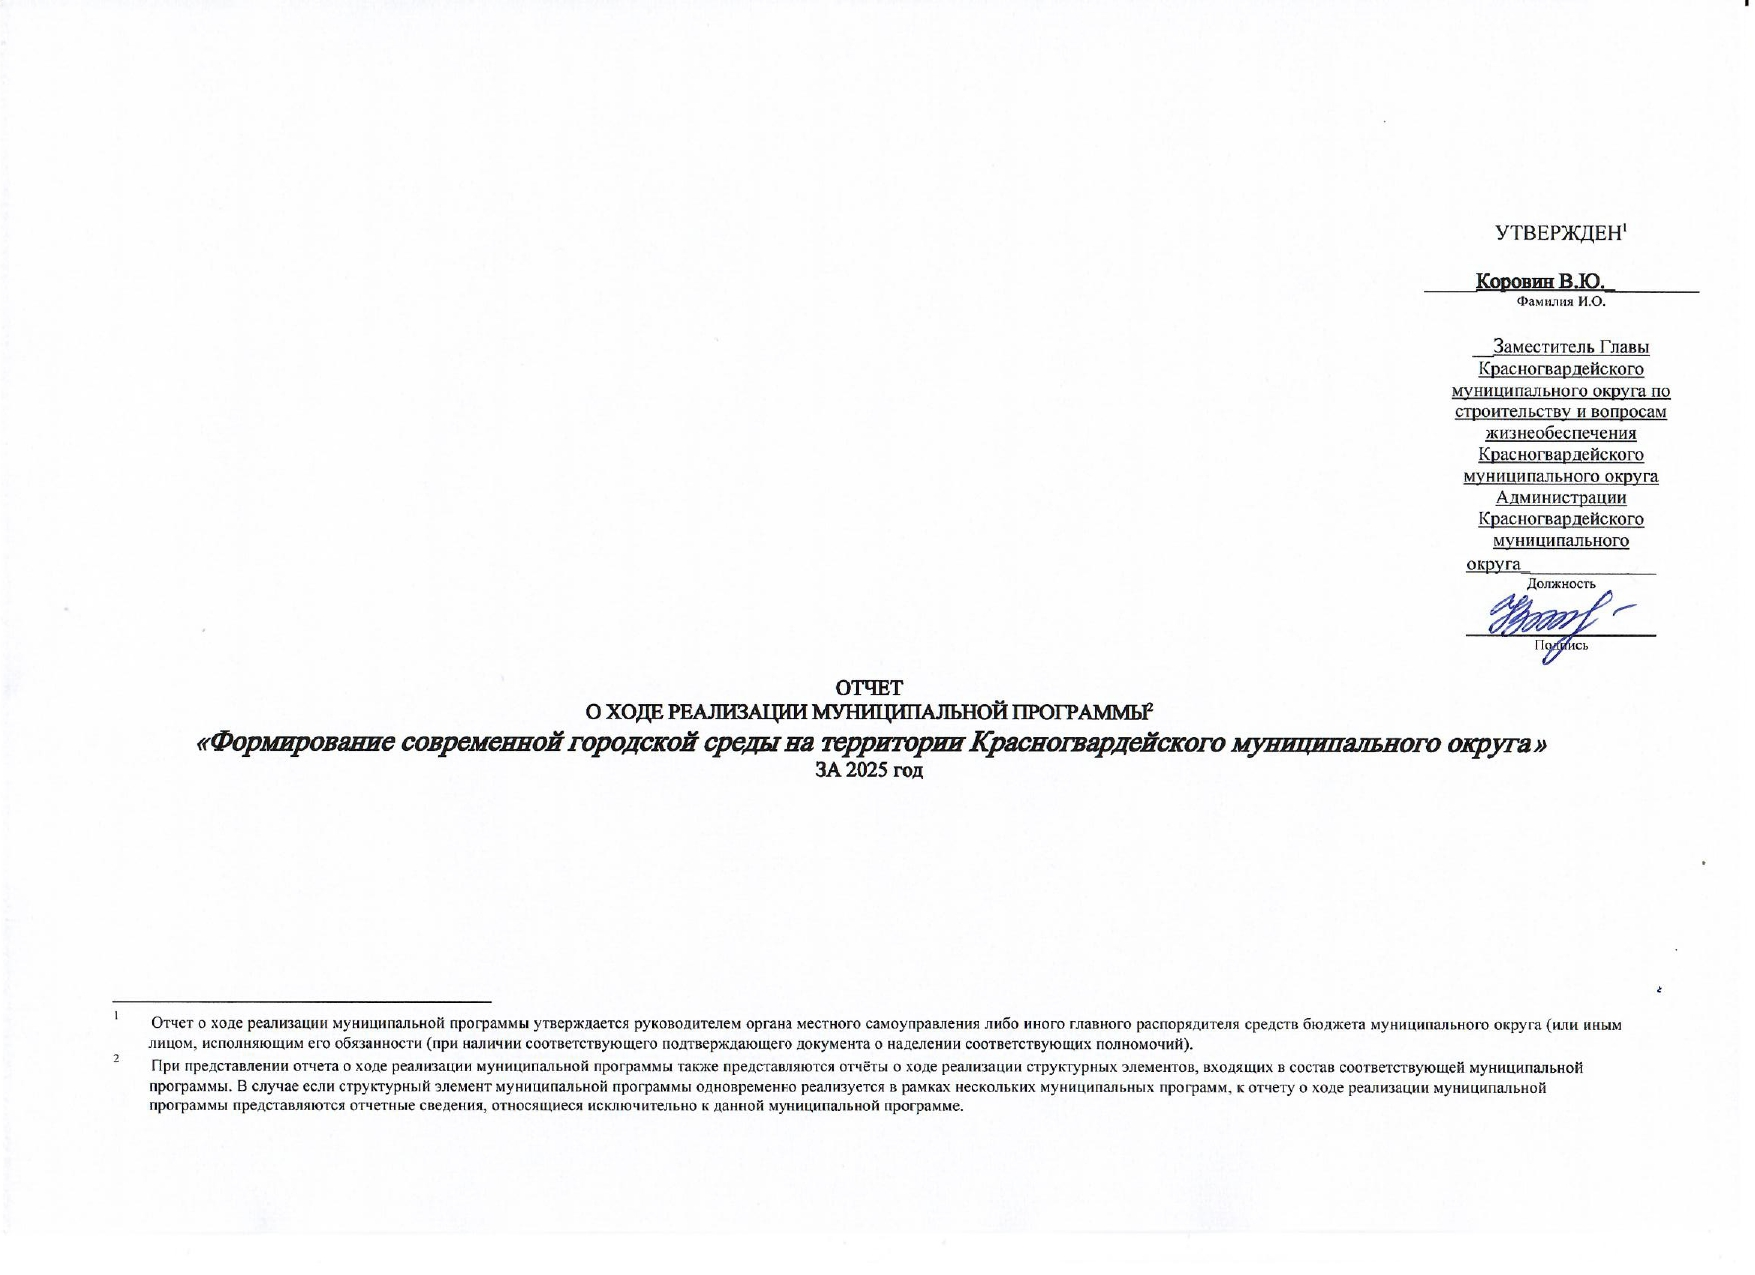 УТВЕРЖДЕН¹
Коровин В.Ю.
Фамилия И.О.
Заместитель Главы
Красногвардейского
муниципального округа по
строительству и вопросам
жизнеобеспечения
Красногвардейского
муниципального округа
Администрации
Красногвардейского
муниципального
округа
Должность
Подпись
ОТЧЕТ
О ХОДЕ РЕАЛИЗАЦИИ МУНИЦИПАЛЬНОЙ ПРОГРАММЫ²
«Формирование современной городской среды на территории Красногвардейского муниципального округа»
ЗА 2025 год
1 Отчет о ходе реализации муниципальной программы утверждается руководителем органа местного самоуправления либо иного главного распорядителя средств бюджета муниципального округа (или иным
лицом, исполняющим его обязанности (при наличии соответствующего подтверждающего документа о наделении соответствующих полномочий).
2 При представлении отчета о ходе реализации муниципальной программы также представляются отчёты о ходе реализации структурных элементов, входящих в состав соответствующей муниципальной
программы. В случае если структурный элемент муниципальной программы одновременно реализуется в рамках нескольких муниципальных программ, к отчету о ходе реализации муниципальной
программы представляются отчетные сведения, относящиеся исключительно к данной муниципальной программе.